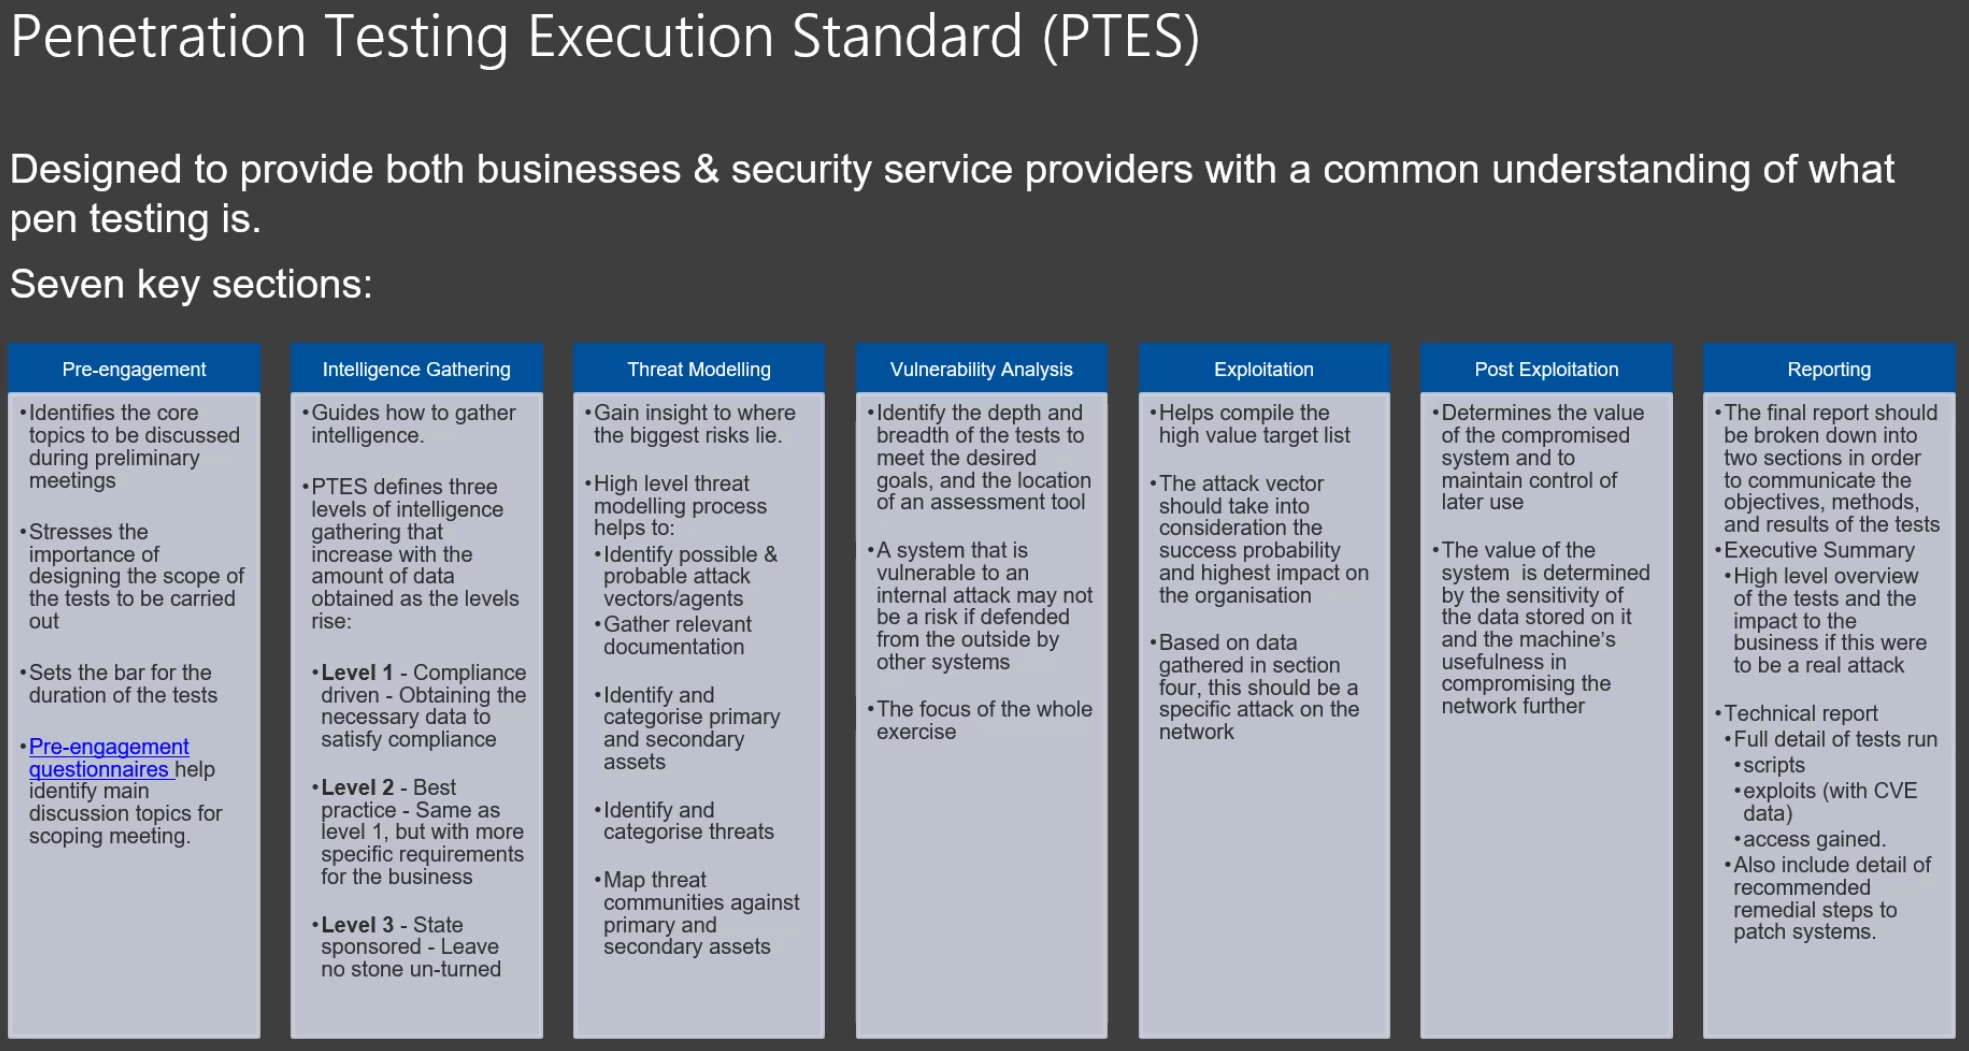 Penetration Testing Execution Standard (PTES)
Designed to provide both businesses & security service providers with a common understanding of what
pen testing is.
Seven key sections:
Pre-engagement
•Identifies the core
topics to be discussed
during preliminary
meetings
•Stresses the
importance of
designing the scope of
the tests to be carried
out
•Sets the bar for the
duration of the tests
•Pre-engagement
questionnaires help
identify main
discussion topics for
scoping meeting.
Intelligence Gathering
•Guides how to gather
intelligence.
•PTES defines three
levels of intelligence
gathering that
increase with the
amount of data
obtained as the levels
rise:
•Level 1 - Compliance
driven - Obtaining the
necessary data to
satisfy compliance
•Level 2 - Best
practice - Same as
level 1, but with more
specific requirements
for the business
•Level 3 - State
sponsored - Leave
no stone un-turned
Threat Modelling
•Gain insight to where
the biggest risks lie.
•High level threat
modelling process
helps to:
•Identify possible &
probable attack
vectors/agents
•Gather relevant
documentation
•Identify and
categorise primary
and secondary
assets
•Identify and
categorise threats
•Map threat
communities against
primary and
secondary assets
Vulnerability Analysis
•Identify the depth and
breadth of the tests to
meet the desired
goals, and the location
of an assessment tool
•A system that is
vulnerable to an
internal attack may not
be a risk if defended
from the outside by
other systems
•The focus of the whole
exercise
Exploitation
•Helps compile the
high value target list
•The attack vector
should take into
consideration the
success probability
and highest impact on
the organisation
•Based on data
gathered in section
four, this should be a
specific attack on the
network
Post Exploitation
•Determines the value
of the compromised
system and to
maintain control of
later use
•The value of the
system is determined
by the sensitivity of
the data stored on it
and the machine’s
usefulness in
compromising the
network further
Reporting
•The final report should
be broken down into
two sections in order
to communicate the
objectives, methods,
and results of the tests
•Executive Summary
•High level overview
of the tests and the
impact to the
business if this were
to be a real attack
•Technical report
•Full detail of tests run
•scripts
•exploits (with CVE
data)
•access gained.
•Also include detail of
recommended
remedial steps to
patch systems.